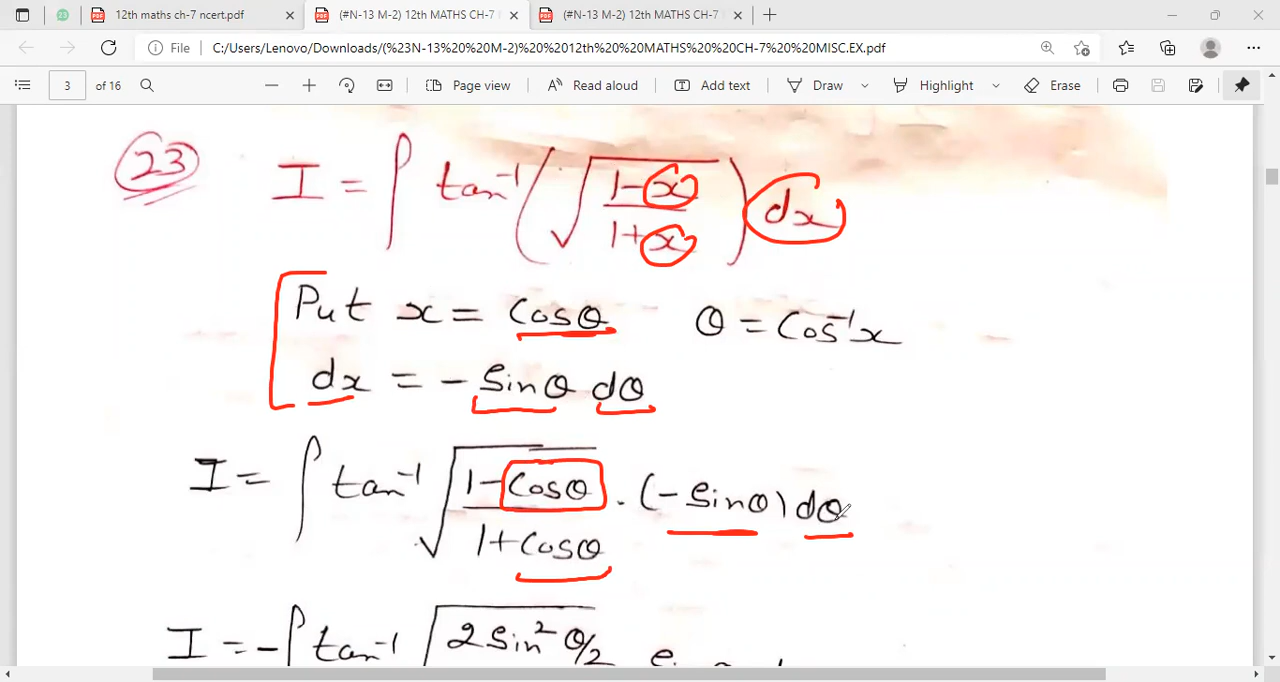 12th maths ch-7 ncert.pdf
(#N-13 M-2) 12th MATHS CH-7
(#N-13 M-2) 12th MATHS CH-7
File C:/Users/Lenovo/Downloads/(%23N-13%20%20M-2)%20%2012th%20%20MATHS%20%20CH-7%20%20MISC.EX.pdf
3 of 16 Page view Read aloud Add text Draw Highlight Erase
23 I = ∫ tan⁻¹(√((1-x)/(1+x))) dx
Put x = Cosθ θ = Cos⁻¹x
dx = - Sinθ dθ
I = ∫ tan⁻¹ √((1-Cosθ)/(1+Cosθ)) . (-Sinθ) dθ
I = -∫ tan⁻¹ √(2 Sin² θ/2